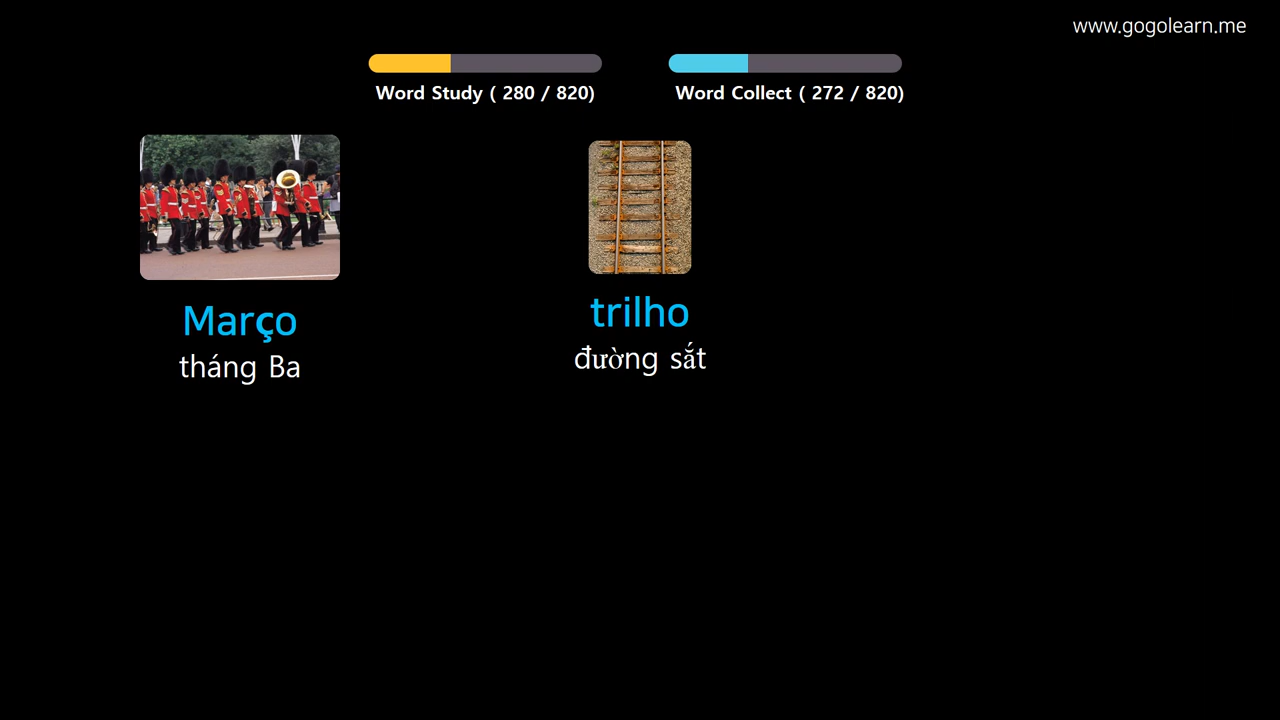 www.gogolearn.me
Word Study ( 280 / 820)
Word Collect ( 272 / 820)
Março
tháng Ba
trilho
đường sắt